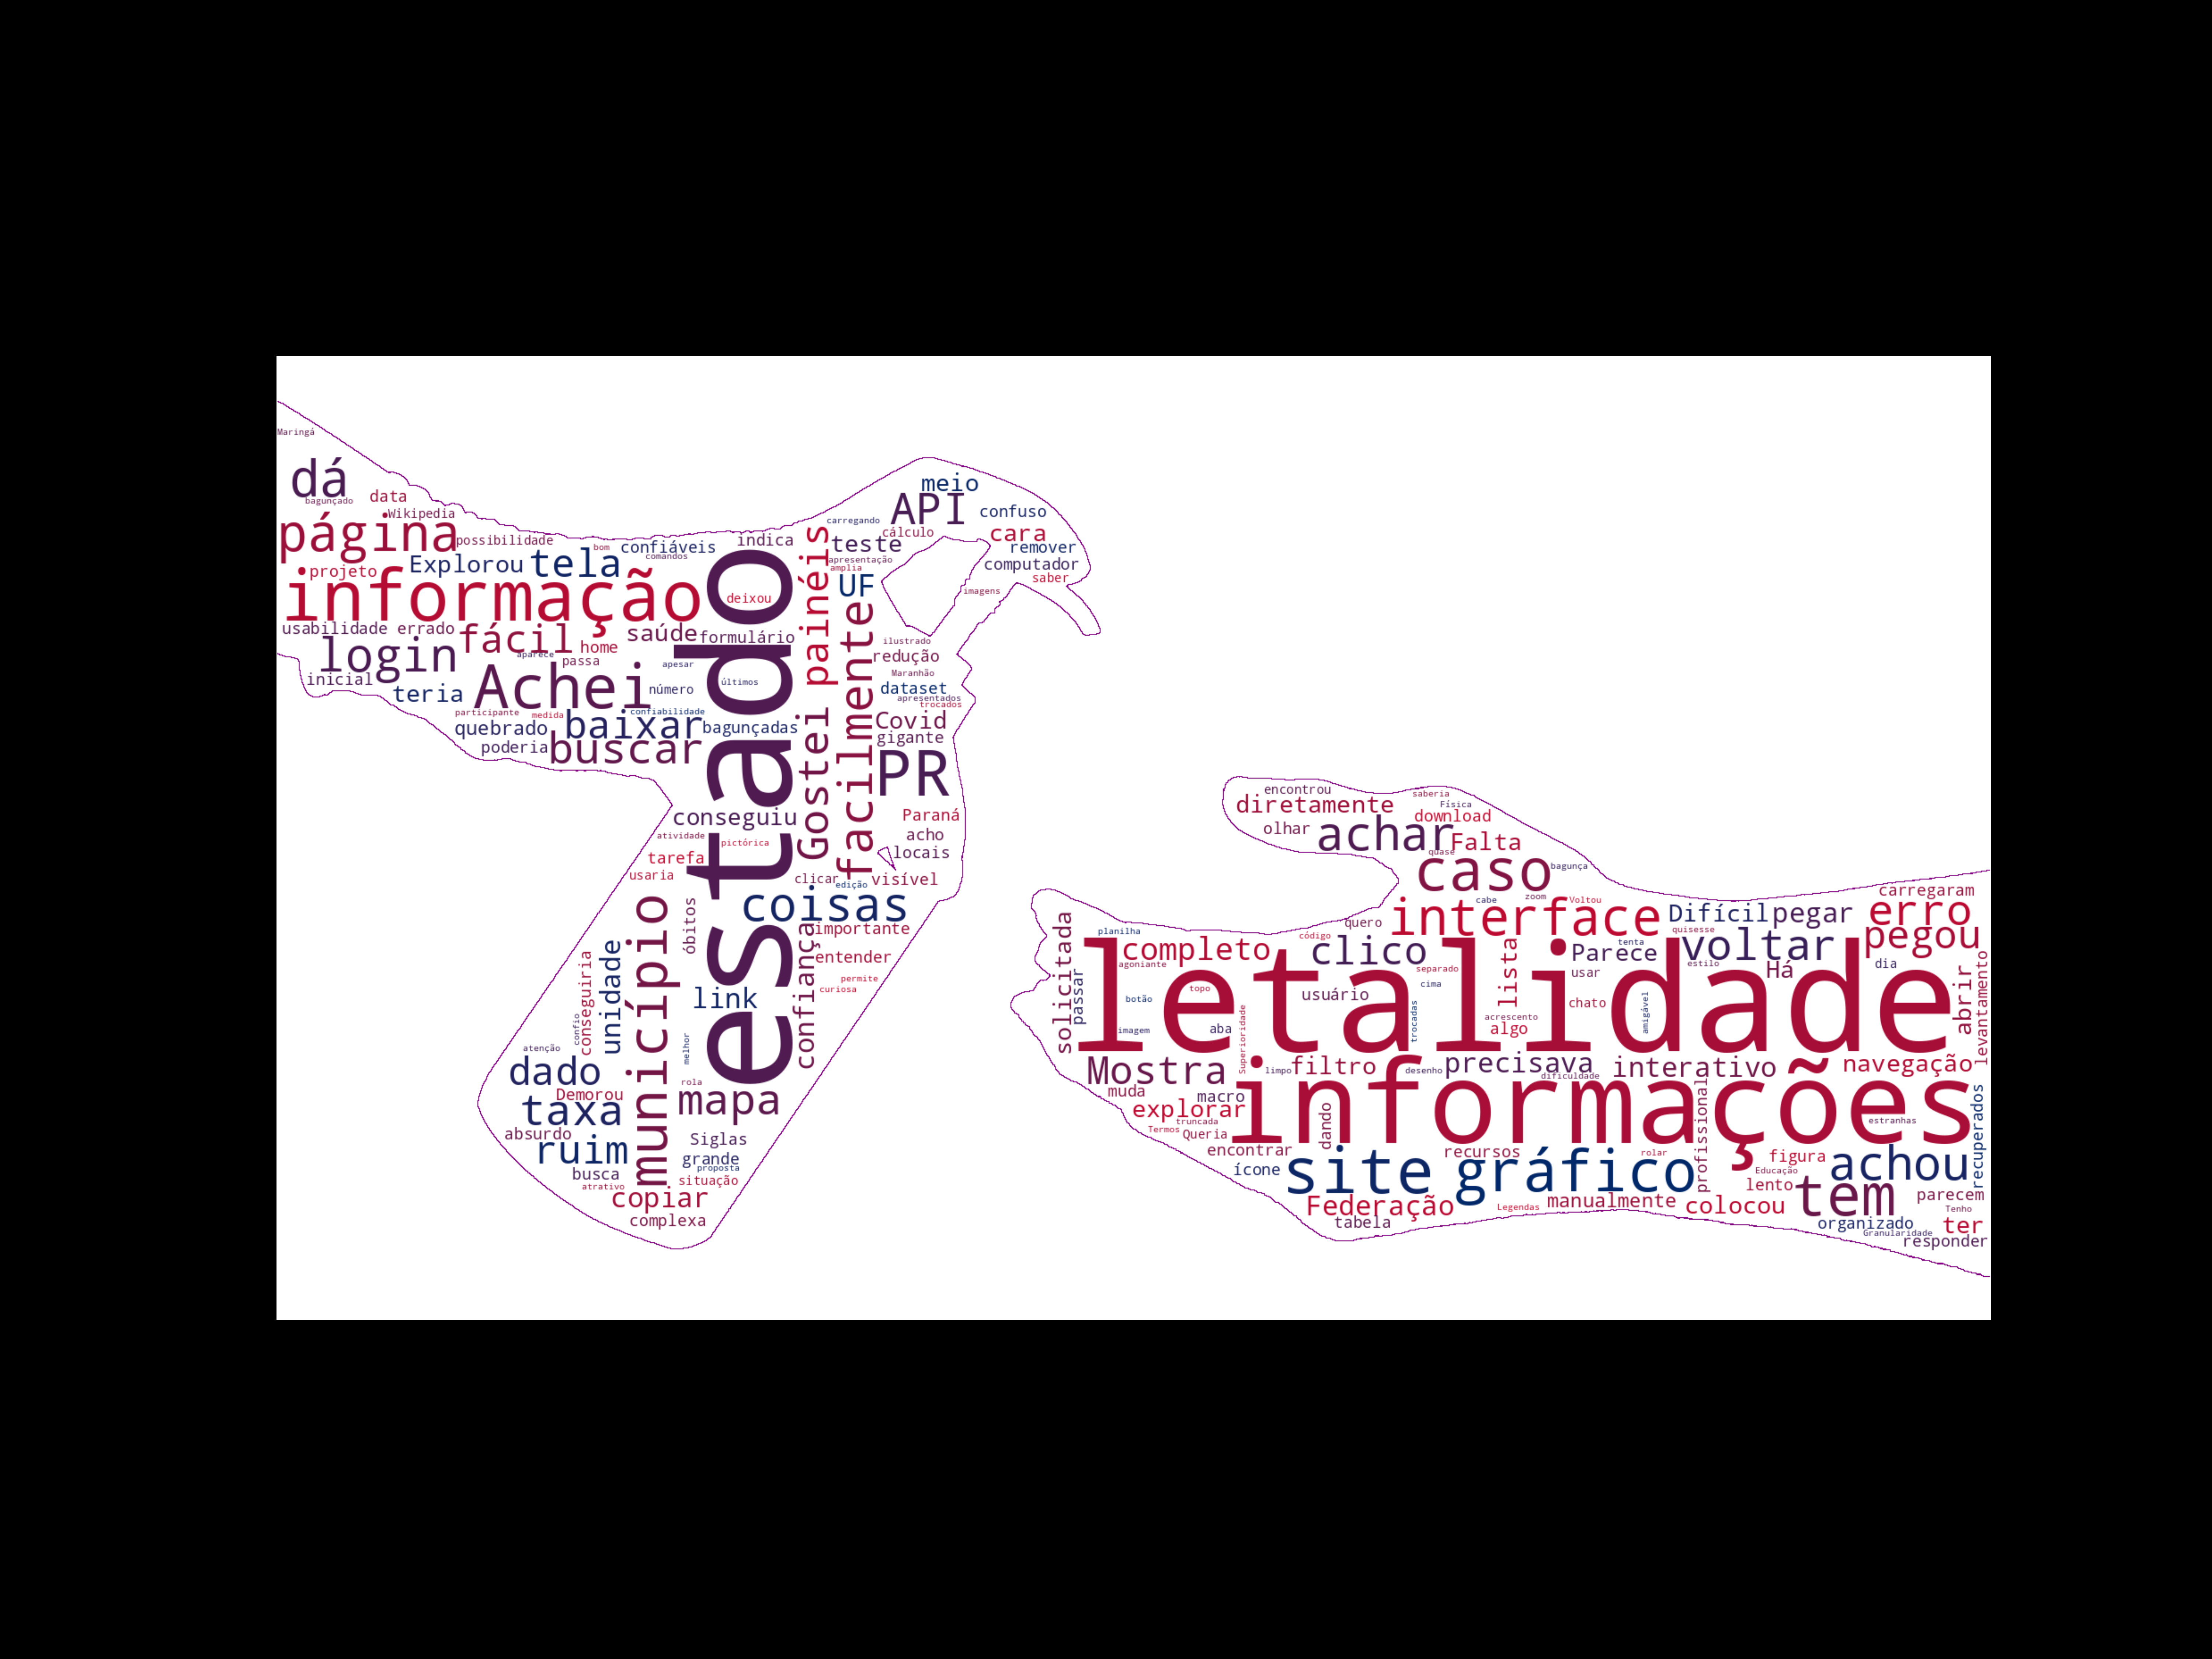 Maringá
dá
bagunçado
data
Wikipedia
página
possibilidade
projeto
Explorou
tela
bom
confiáveis
comandos
indica
informação
deixou
usabilidade
errado
fácil
home
saúde
formulário
login
aparece
passa
apesar
inicial
teria
Achei
número
últimos
participante
medida
confiabilidade
quebrado
baixar
bagunçadas
poderia
buscar
estado
Gostei
painéis
facilmente
meio
API
confuso
carregando
cálculo
cara
teste
remover
apresentação
computador
amplia
saber
UF
imagens
ilustrado
redução
Maranhão
dataset
apresentados
trocados
Covid
gigante
PR
conseguiu
Paraná
atividade
pictórica
acho
tarefa
locais
usaria
clicar
edição
visível
coisas
óbitos
município
importante
confiança
entender
unidade
conseguiria
confio
link
permite
curiosa
atenção
melhor
dado
rola
Demorou
mapa
taxa
absurdo
Siglas
ruim
grande
busca
proposta
atrativo
situação
copiar
complexa
encontrou
saberia
diretamente
Física
download
olhar
achar
Falta
quase
caso
bagunça
carregaram
cabe
zoom
Voltou
quero
interface
Difícil
pegar
erro
solicitada
planilha
código
quisesse
completo
clico
lista
tenta
Parece
voltar
pegou
agoniante
separado
estilo
Há
dia
passar
usar
topo
cima
letalidade
botão
usuário
chato
abrir
levantamento
trocadas
amigável
acrescento
imagem
aba
Superioridade
algo
Mostra
limpo
filtro
desenho
precisava
dificuldade
interativo
navegação
muda
macro
explorar
informações
profissional
recuperados
truncada
Termos
Queria
dando
estranhas
encontrar
recursos
rolar
figura
ícone
site
gráfico
Educação
achou
lento
tem
parecem
Federação
Legendas
manualmente
colocou
Tenho
tabela
organizado
ter
Granularidade
responder